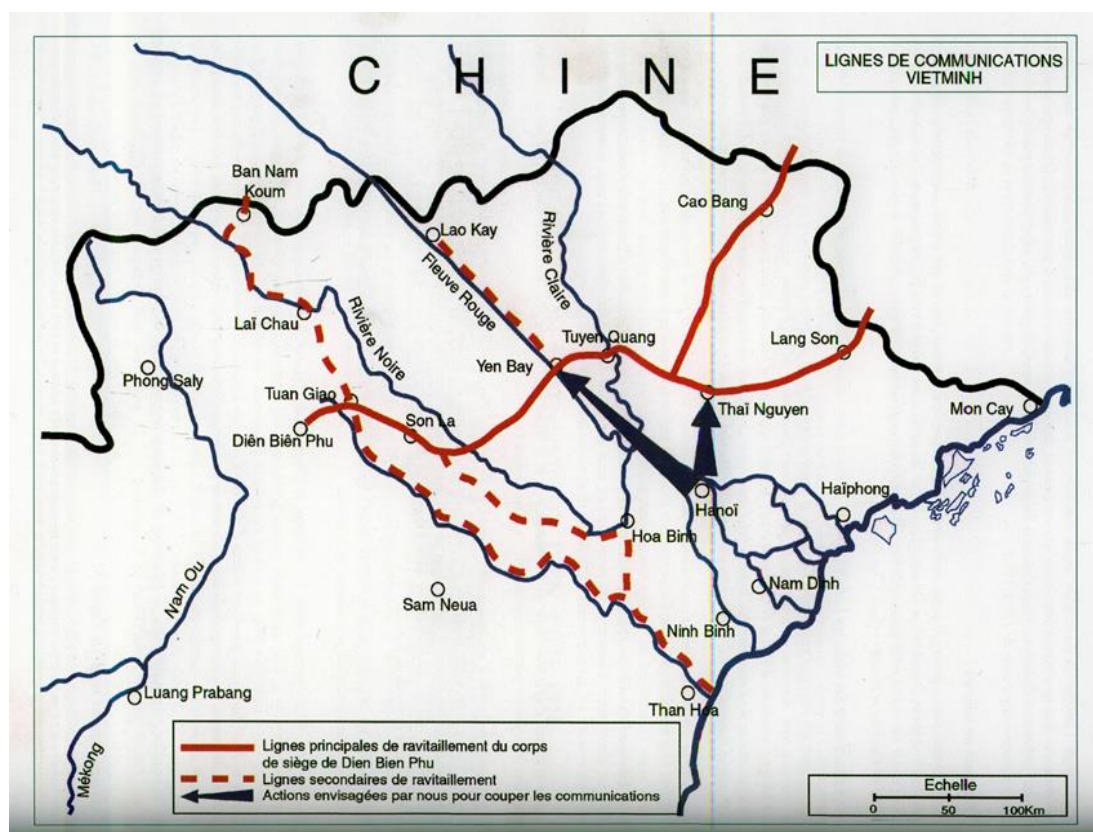 CHINE
LIGNES DE COMMUNICATIONS
VIETMINH
Ban Nam
Koum
Cao Bang
Lao Kay
Rivière Claire
Fleuve Rouge
Laï Chau
Rivière Noire
Tuyen Quang
Lang Son
Yen Bay
Phong Saly
Tuan Giao
Thaï Nguyen
Mon Cay
Son La
Diên Biên Phu
Haïphong
Hanoï
Hoa Binh
Nam Dinh
Sam Neua
Nam Ou
Ninh Binh
Luang Prabang
Than Hoa
Mékong
Lignes principales de ravitaillement du corps
de siège de Dien Bien Phu
Lignes secondaires de ravitaillement
Actions envisagées par nous pour couper les communications
Echelle
0 50 100Km